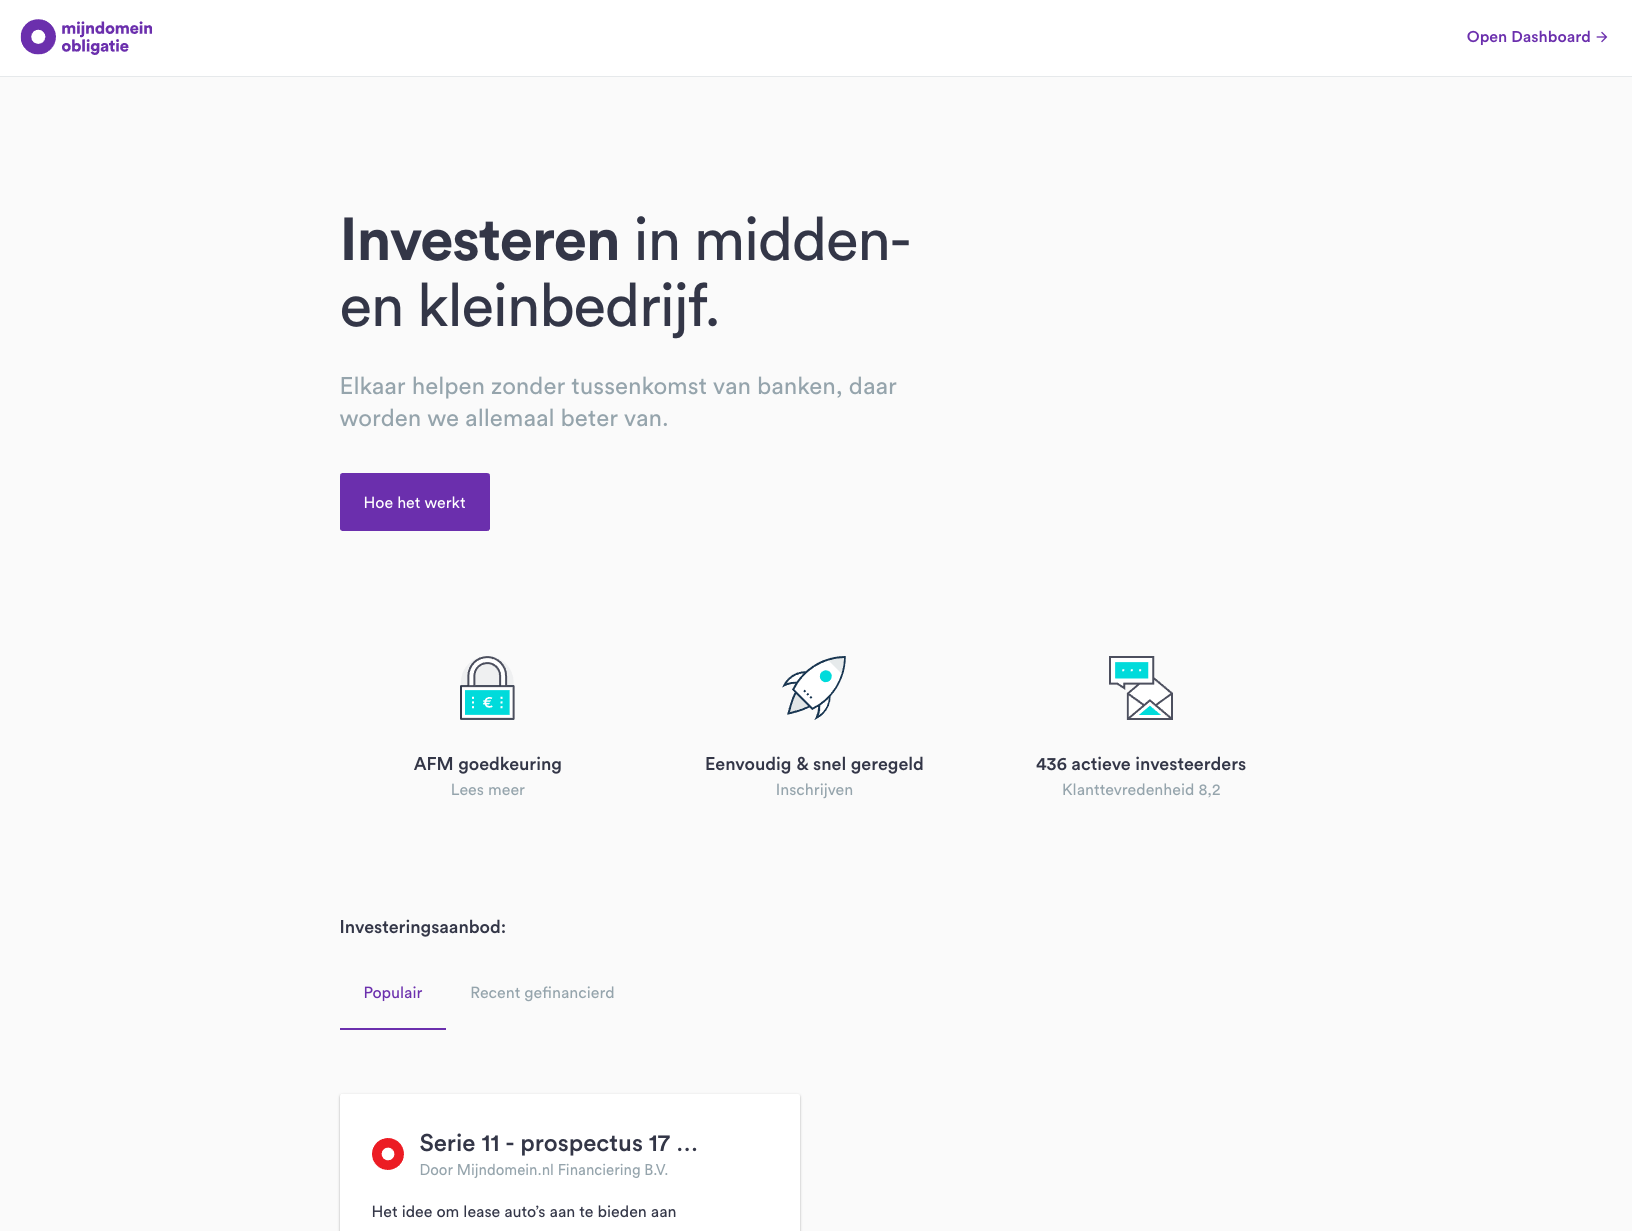 mijndomein
obligatie
Open Dashboard →
Investeren in midden-
en kleinbedrijf.
Elkaar helpen zonder tussenkomst van banken, daar
worden we allemaal beter van.
Hoe het werkt
€
AFM goedkeuring
Lees meer
Eenvoudig & snel geregeld
Inschrijven
436 actieve investeerders
Klanttevredenheid 8,2
Investeringsaanbod:
Populair
Recent gefinancierd
Serie 11 - prospectus 17 ...
Door Mijndomein.nl Financiering B.V.
Het idee om lease auto's aan te bieden aan